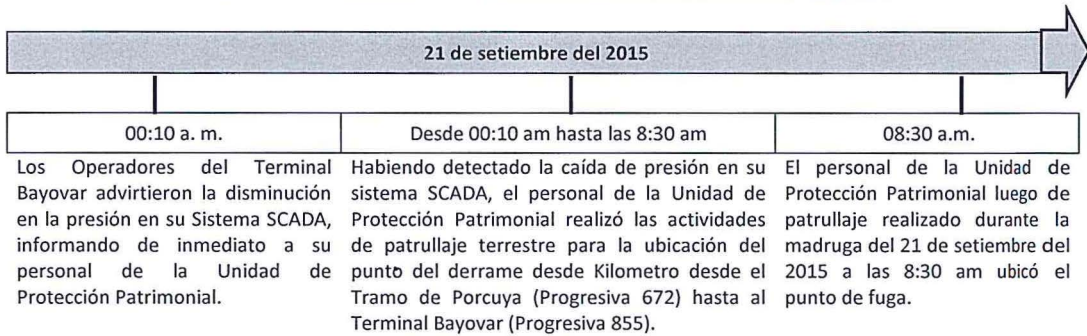 21 de setiembre del 2015
00:10 a. m.
Los Operadores del Terminal
Bayovar advirtieron la disminución
en la presión en su Sistema SCADA,
informando de inmediato a su
personal de la Unidad de
Protección Patrimonial.
Desde 00:10 am hasta las 8:30 am
Habiendo detectado la caída de presión en su
sistema SCADA, el personal de la Unidad de
Protección Patrimonial realizó las actividades
de patrullaje terrestre para la ubicación del
punto del derrame desde Kilometro desde el
Tramo de Porcuya (Progresiva 672) hasta al
Terminal Bayovar (Progresiva 855).
08:30 a.m.
El personal de la Unidad de
Protección Patrimonial luego de
patrullaje realizado durante la
madruga del 21 de setiembre del
2015 a las 8:30 am ubicó el
punto de fuga.